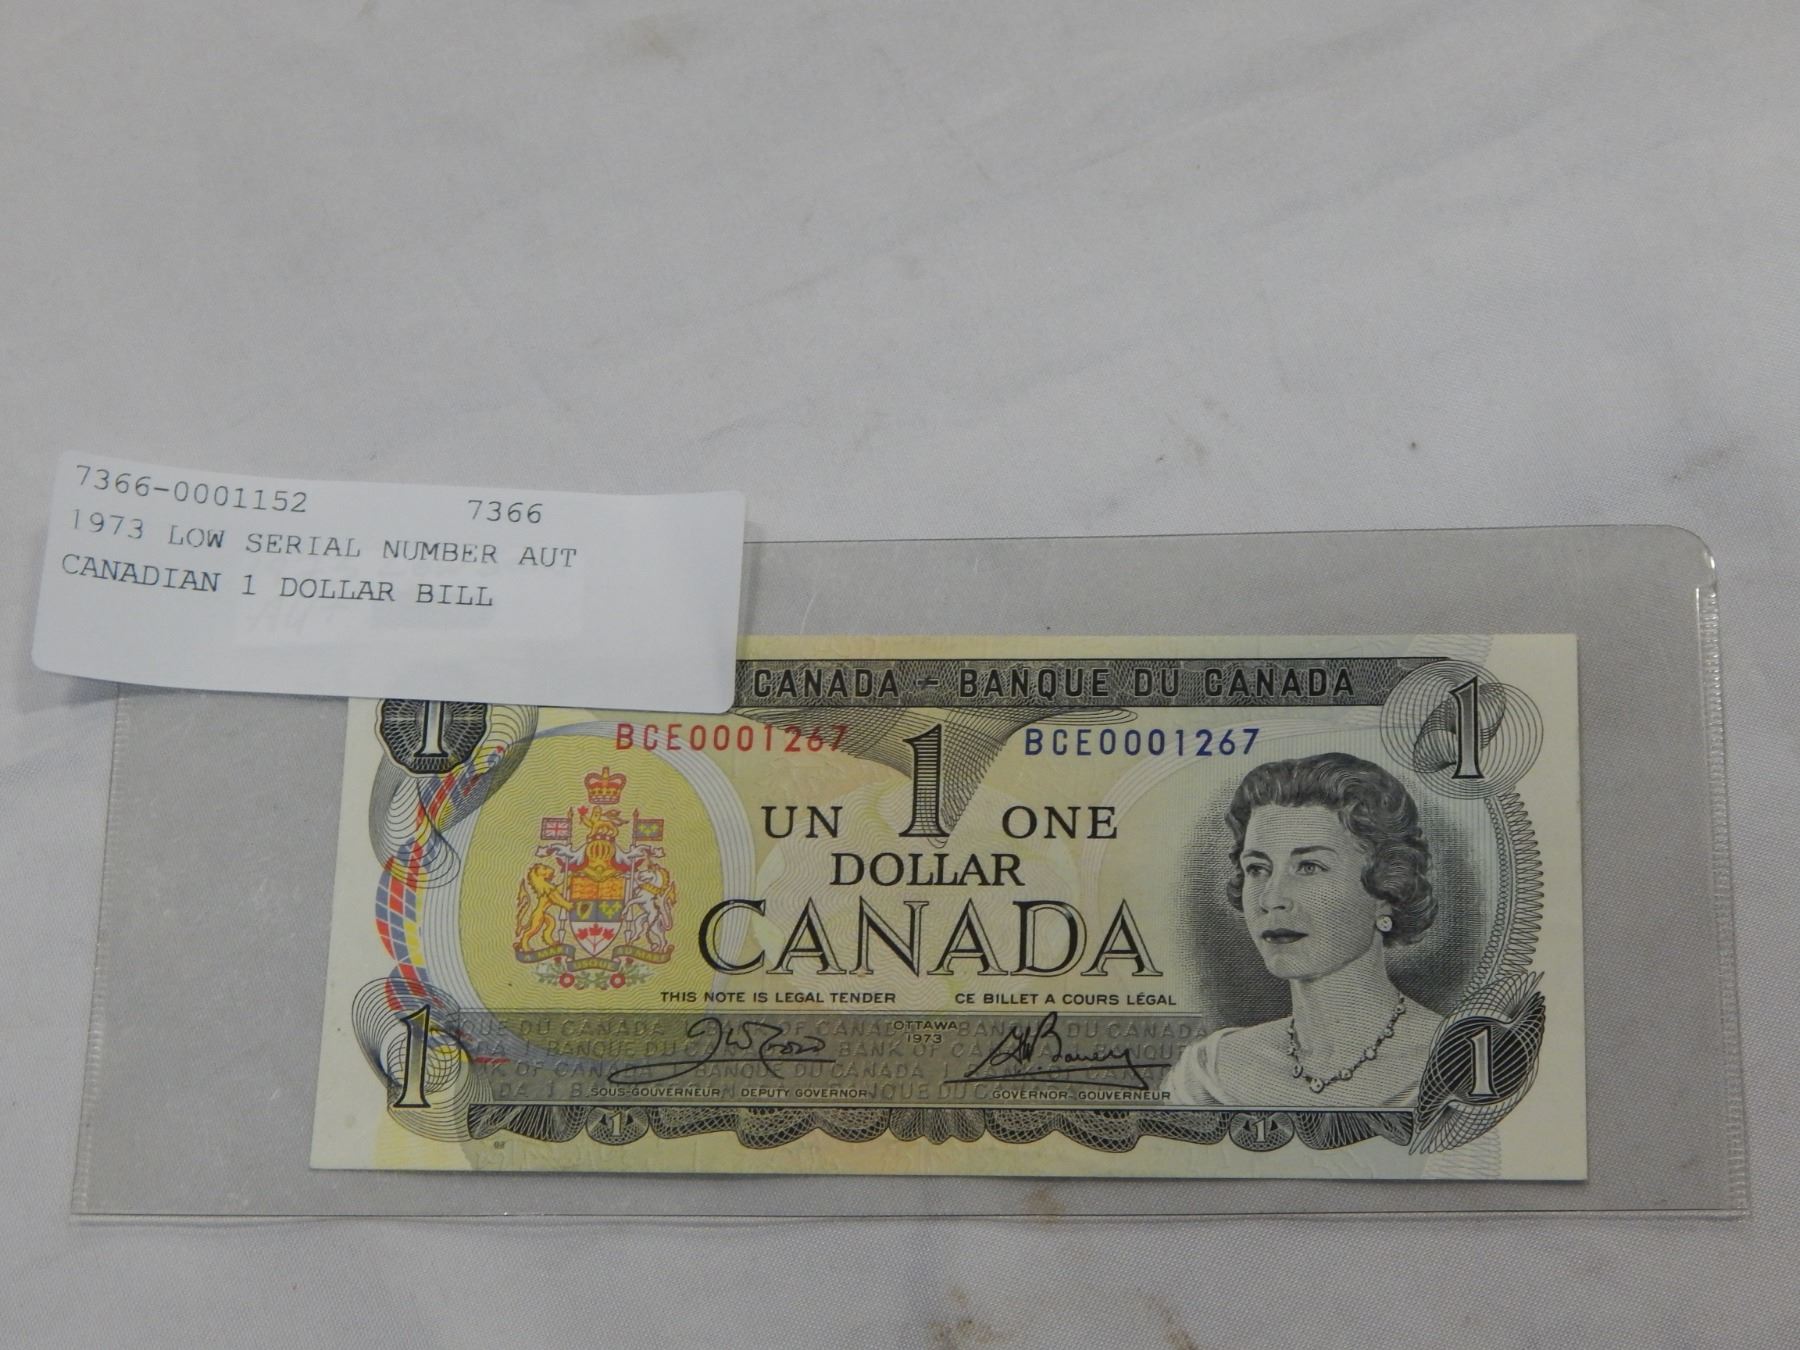 7366-0001152 7366
1973 LOW SERIAL NUMBER AUT
CANADIAN 1 DOLLAR BILL
CANADA - BANQUE DU CANADA
1 1
BCE0001267 BCE0001267
UN 1 ONE
DOLLAR
CANADA
THIS NOTE IS LEGAL TENDER CE BILLET A COURS LÉGAL
OTTAWA
1973
1 1
SOUS-GOUVERNEUR DEPUTY GOVERNOR GOVERNOR-GOUVERNEUR
1 1